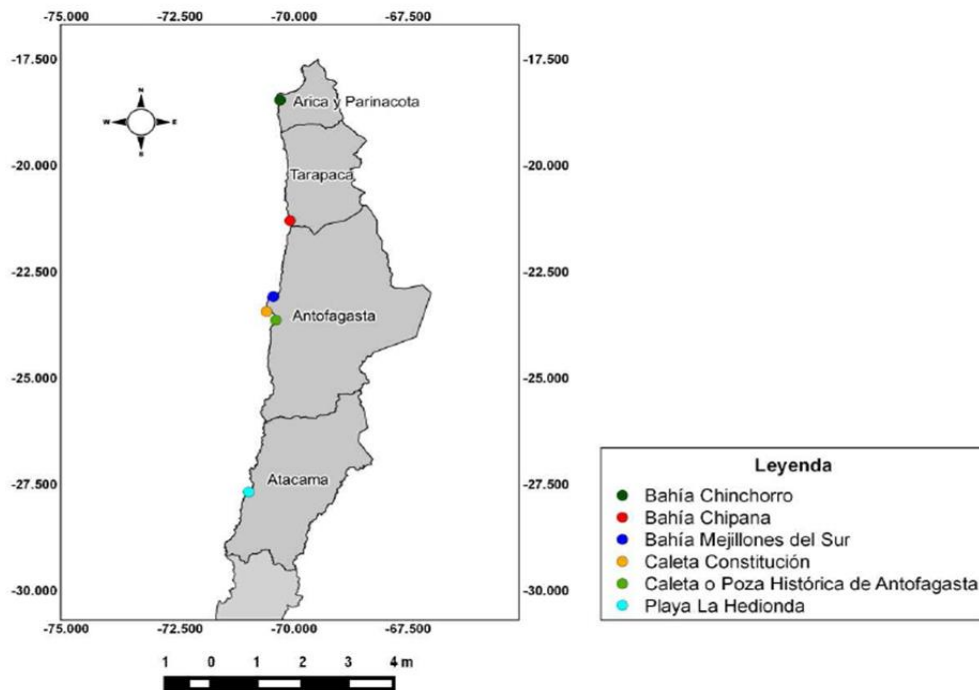 -75.000 -72.500 -70.000 -67.500
-17.500 -17.500
N
W E
S
Arica y Parinacota
-20.000 -20.000
Tarapaca
-22.500 -22.500
Antofagasta
-25.000 -25.000
-27.500 -27.500
Atacama
-30.000 -30.000
-75.000 -72.500 -70.000 -67.500
1 0 1 2 3 4 m
Leyenda
Bahía Chinchorro
Bahía Chipana
Bahía Mejillones del Sur
Caleta Constitución
Caleta o Poza Histórica de Antofagasta
Playa La Hedionda